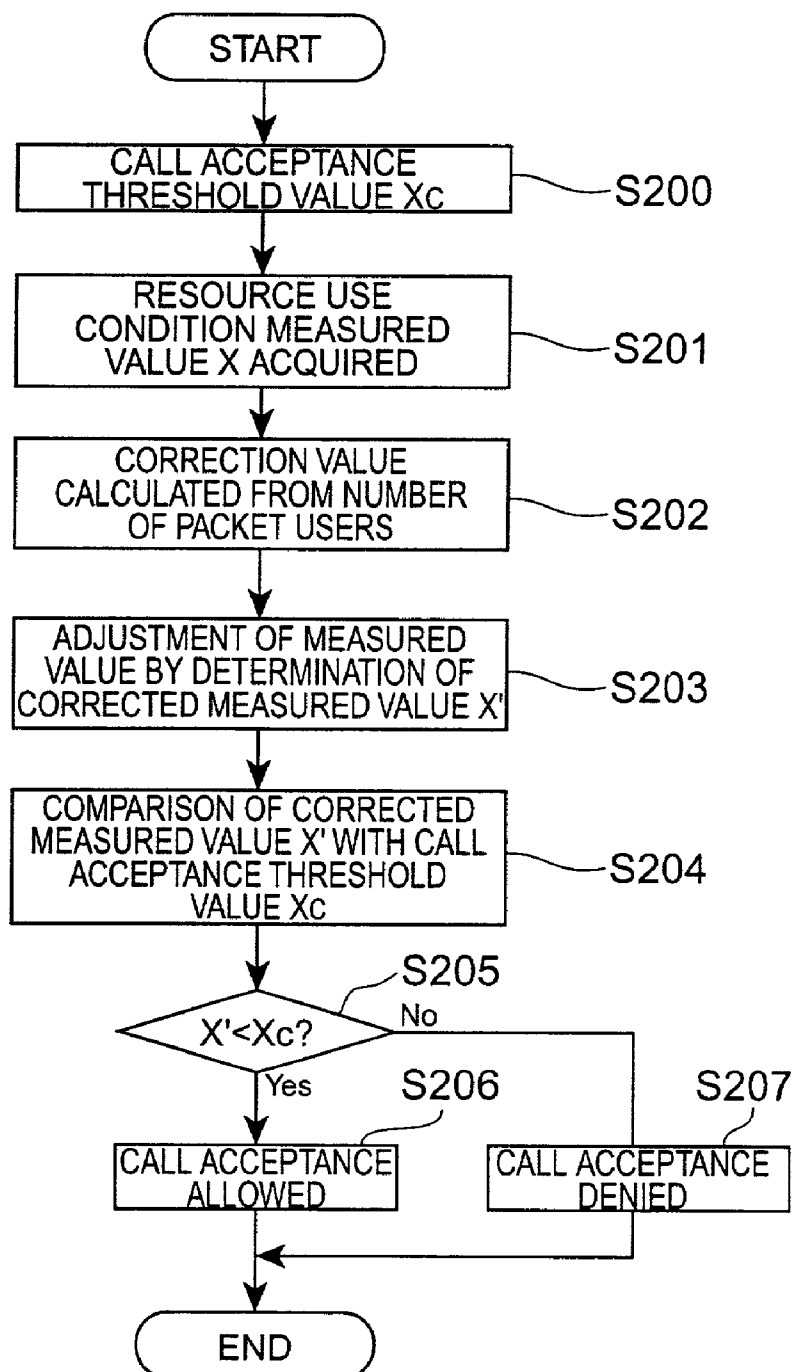 START
CALL ACCEPTANCE
THRESHOLD VALUE Xc
S200
RESOURCE USE
CONDITION MEASURED
VALUE X ACQUIRED
S201
CORRECTION VALUE
CALCULATED FROM NUMBER
OF PACKET USERS
S202
ADJUSTMENT OF MEASURED
VALUE BY DETERMINATION OF
CORRECTED MEASURED VALUE X'
S203
COMPARISON OF CORRECTED
MEASURED VALUE X' WITH CALL
ACCEPTANCE THRESHOLD
VALUE Xc
S204
S205
X'<Xc?
No
Yes
S206
S207
CALL ACCEPTANCE
ALLOWED
CALL ACCEPTANCE
DENIED
END